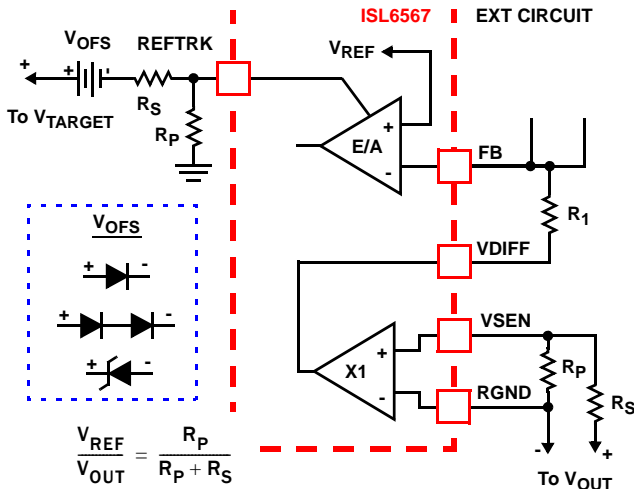 ISL6567 EXT CIRCUIT
VOFS
REFTRK
VREF
+ -
RS
To VTARGET
RP
+
E/A
-
FB
R1
VOFS
+ -
VDIFF
+ -
VSEN
+
X1
-
RP
RS
+ -
RGND
VREF / VOUT = RP / RP + RS
- +
To VOUT